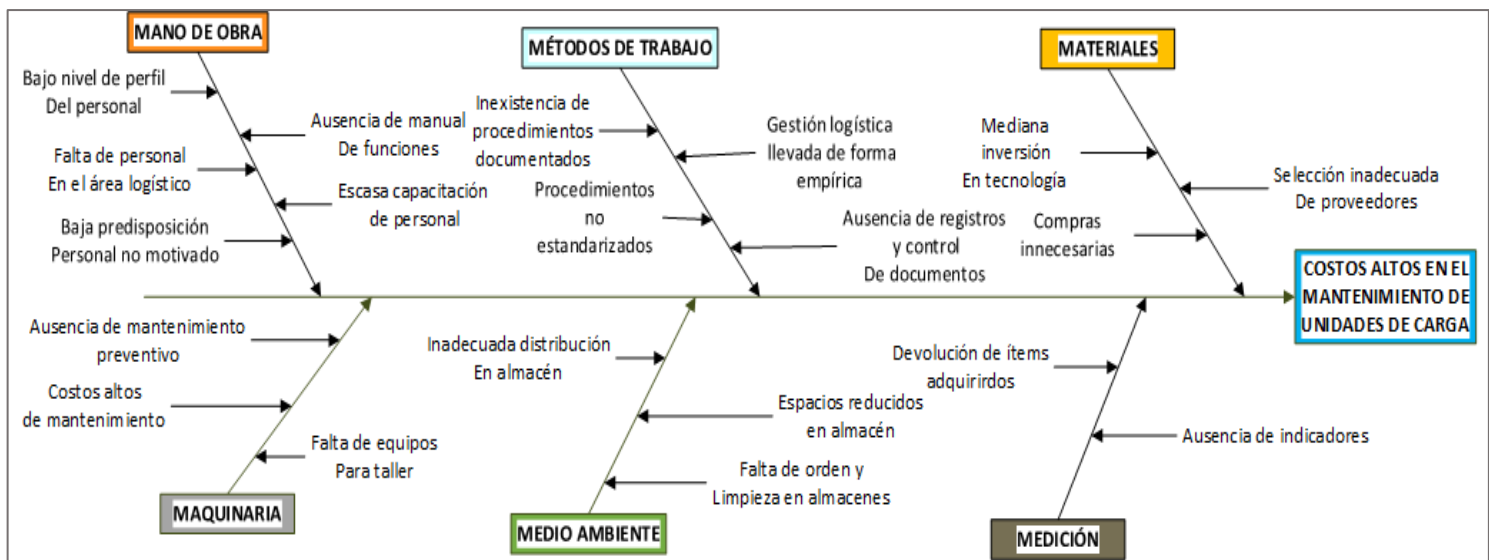 MANO DE OBRA
Bajo nivel de perfil
Del personal
Ausencia de manual
De funciones
Falta de personal
En el área logístico
Escasa capacitación
de personal
Baja predisposición
Personal no motivado
MÉTODOS DE TRABAJO
Inexistencia de
procedimientos
documentados
Gestión logística
llevada de forma
empírica
Procedimientos
no
estandarizados
Ausencia de registros
y control
De documentos
MATERIALES
Mediana
inversión
En tecnología
Selección inadecuada
De proveedores
Compras
innecesarias
COSTOS ALTOS EN EL
MANTENIMIENTO DE
UNIDADES DE CARGA
Ausencia de mantenimiento
preventivo
Costos altos
de mantenimiento
Falta de equipos
Para taller
MAQUINARIA
Inadecuada distribución
En almacén
Espacios reducidos
en almacén
Falta de orden y
Limpieza en almacenes
MEDIO AMBIENTE
Devolución de ítems
adquirirdos
Ausencia de indicadores
MEDICIÓN